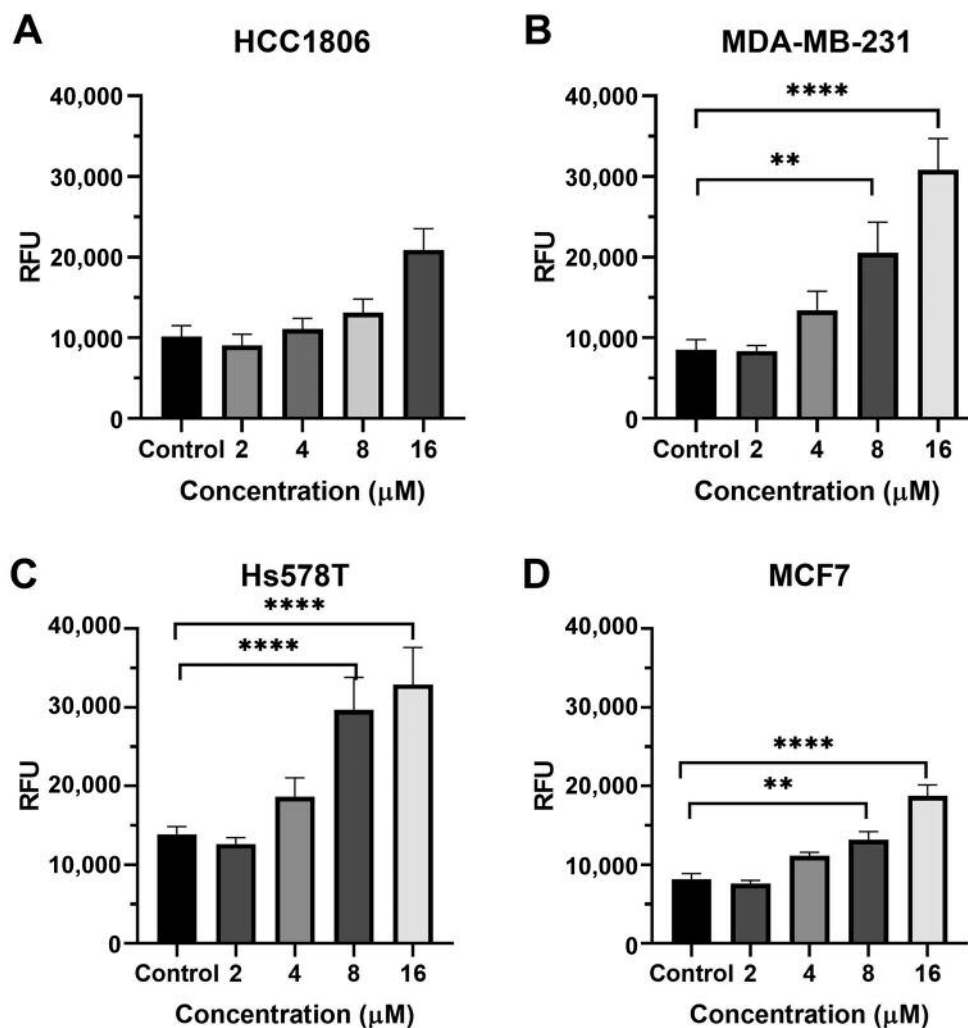 A
HCC1806
RFU
40,000
30,000
20,000
10,000
0
Control 2 4 8 16
Concentration (μM)
B
MDA-MB-231
RFU
40,000
30,000
20,000
10,000
0
****
**
Control 2 4 8 16
Concentration (μM)
C
Hs578T
RFU
40,000
30,000
20,000
10,000
0
****
****
Control 2 4 8 16
Concentration (μM)
D
MCF7
RFU
40,000
30,000
20,000
10,000
0
****
**
Control 2 4 8 16
Concentration (μM)